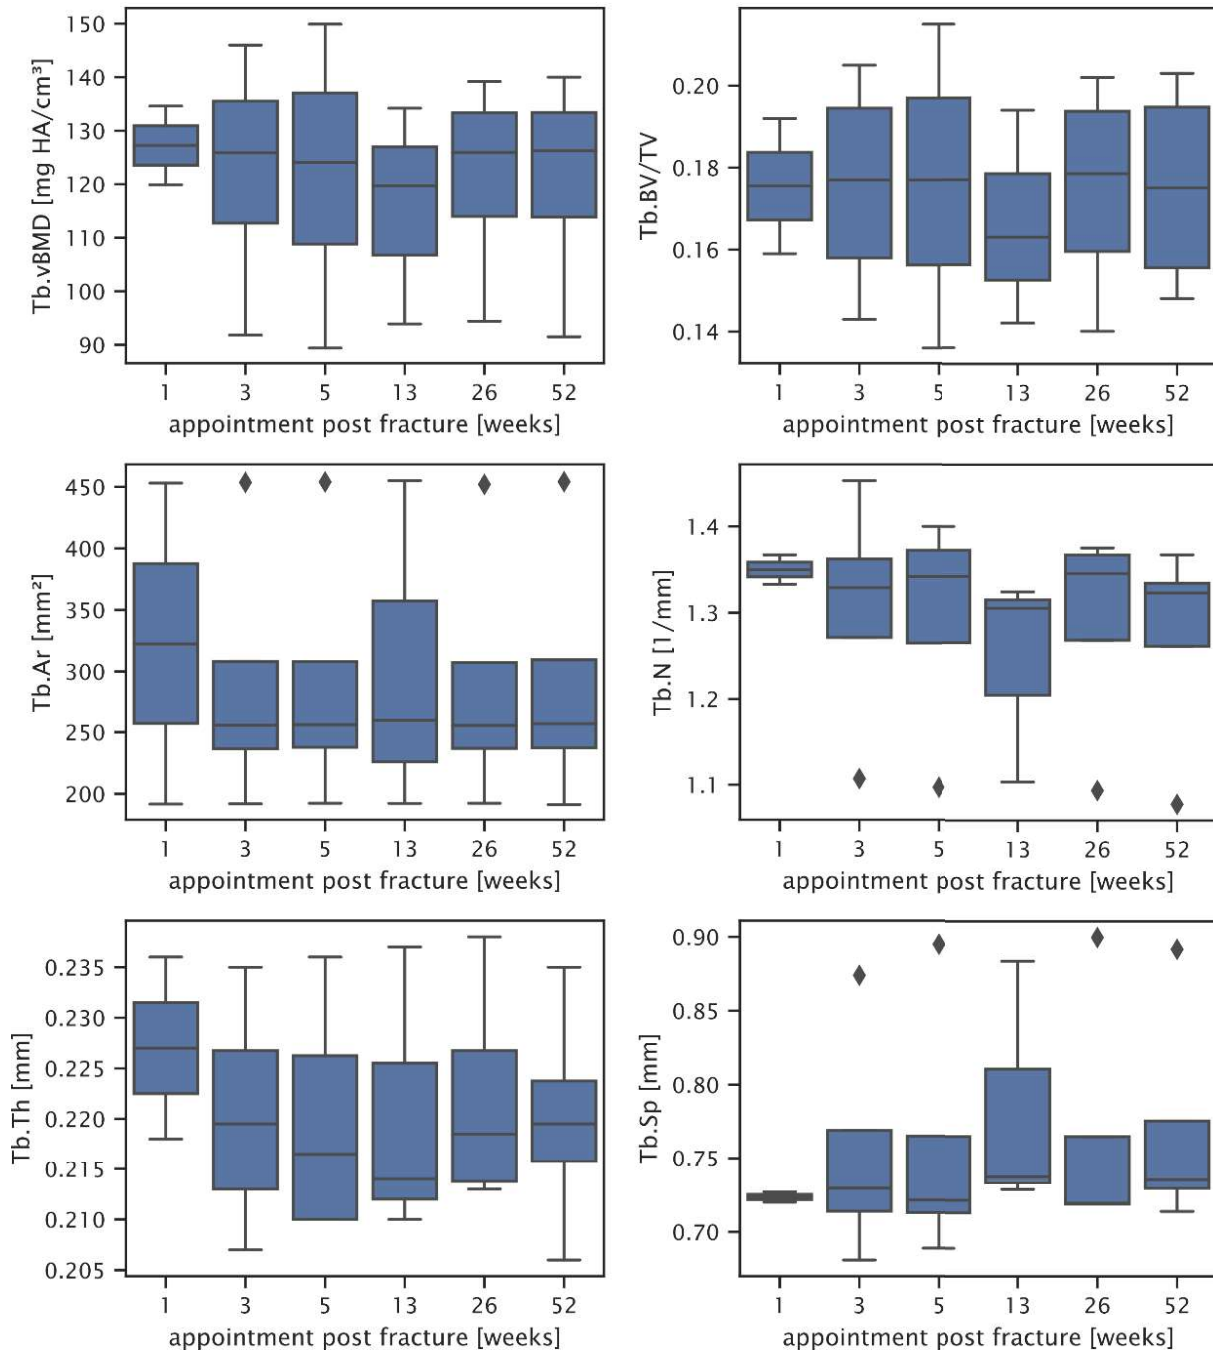 Tb.vBMD [mg HA/cm³]
150
140
130
120
110
100
90
1 3 5 13 26 52
appointment post fracture [weeks]
Tb.BV/TV
0.20
0.18
0.16
0.14
1 3 5 13 26 52
appointment post fracture [weeks]
Tb.Ar [mm²]
450
400
350
300
250
200
1 3 5 13 26 52
appointment post fracture [weeks]
Tb.N [1/mm]
1.4
1.3
1.2
1.1
1 3 5 13 26 52
appointment post fracture [weeks]
Tb.Th [mm]
0.235
0.230
0.225
0.220
0.215
0.210
0.205
1 3 5 13 26 52
appointment post fracture [weeks]
Tb.Sp [mm]
0.90
0.85
0.80
0.75
0.70
1 3 5 13 26 52
appointment post fracture [weeks]